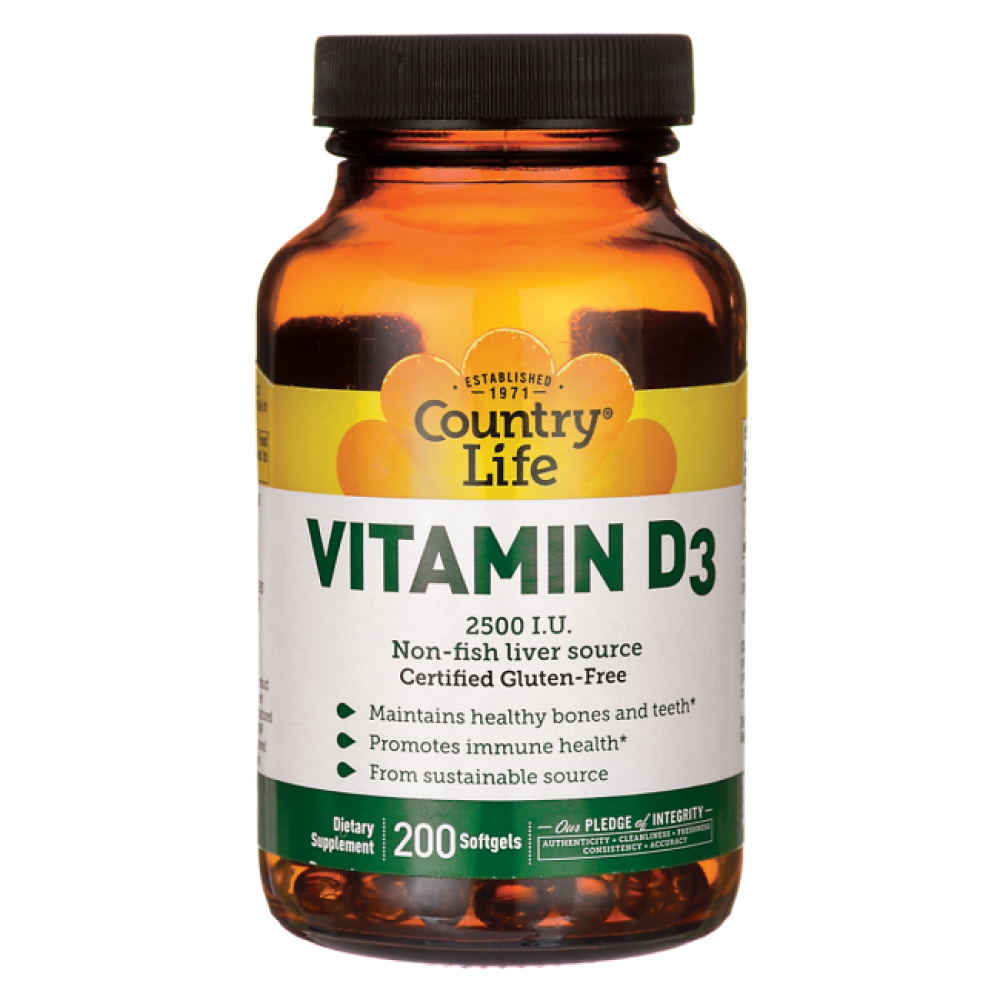 · ESTABLISHED ·
— 1971 —
Country®
Life
VITAMIN D3
2500 I.U.
Non-fish liver source
Certified Gluten-Free
Maintains healthy bones and teeth*
Promotes immune health*
From sustainable source
Dietary
Supplement
200 Softgels
— Our PLEDGE of INTEGRITY —
AUTHENTICITY • CLEANLINESS • FRESHNESS
CONSISTENCY • ACCURACY